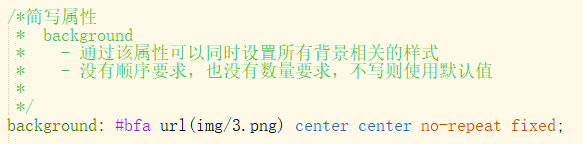 /*简写属性
*  background
*    - 通过该属性可以同时设置所有背景相关的样式
*    - 没有顺序要求，也没有数量要求，不写则使用默认值
*
*/
background: #bfa url(img/3.png) center center no-repeat fixed;